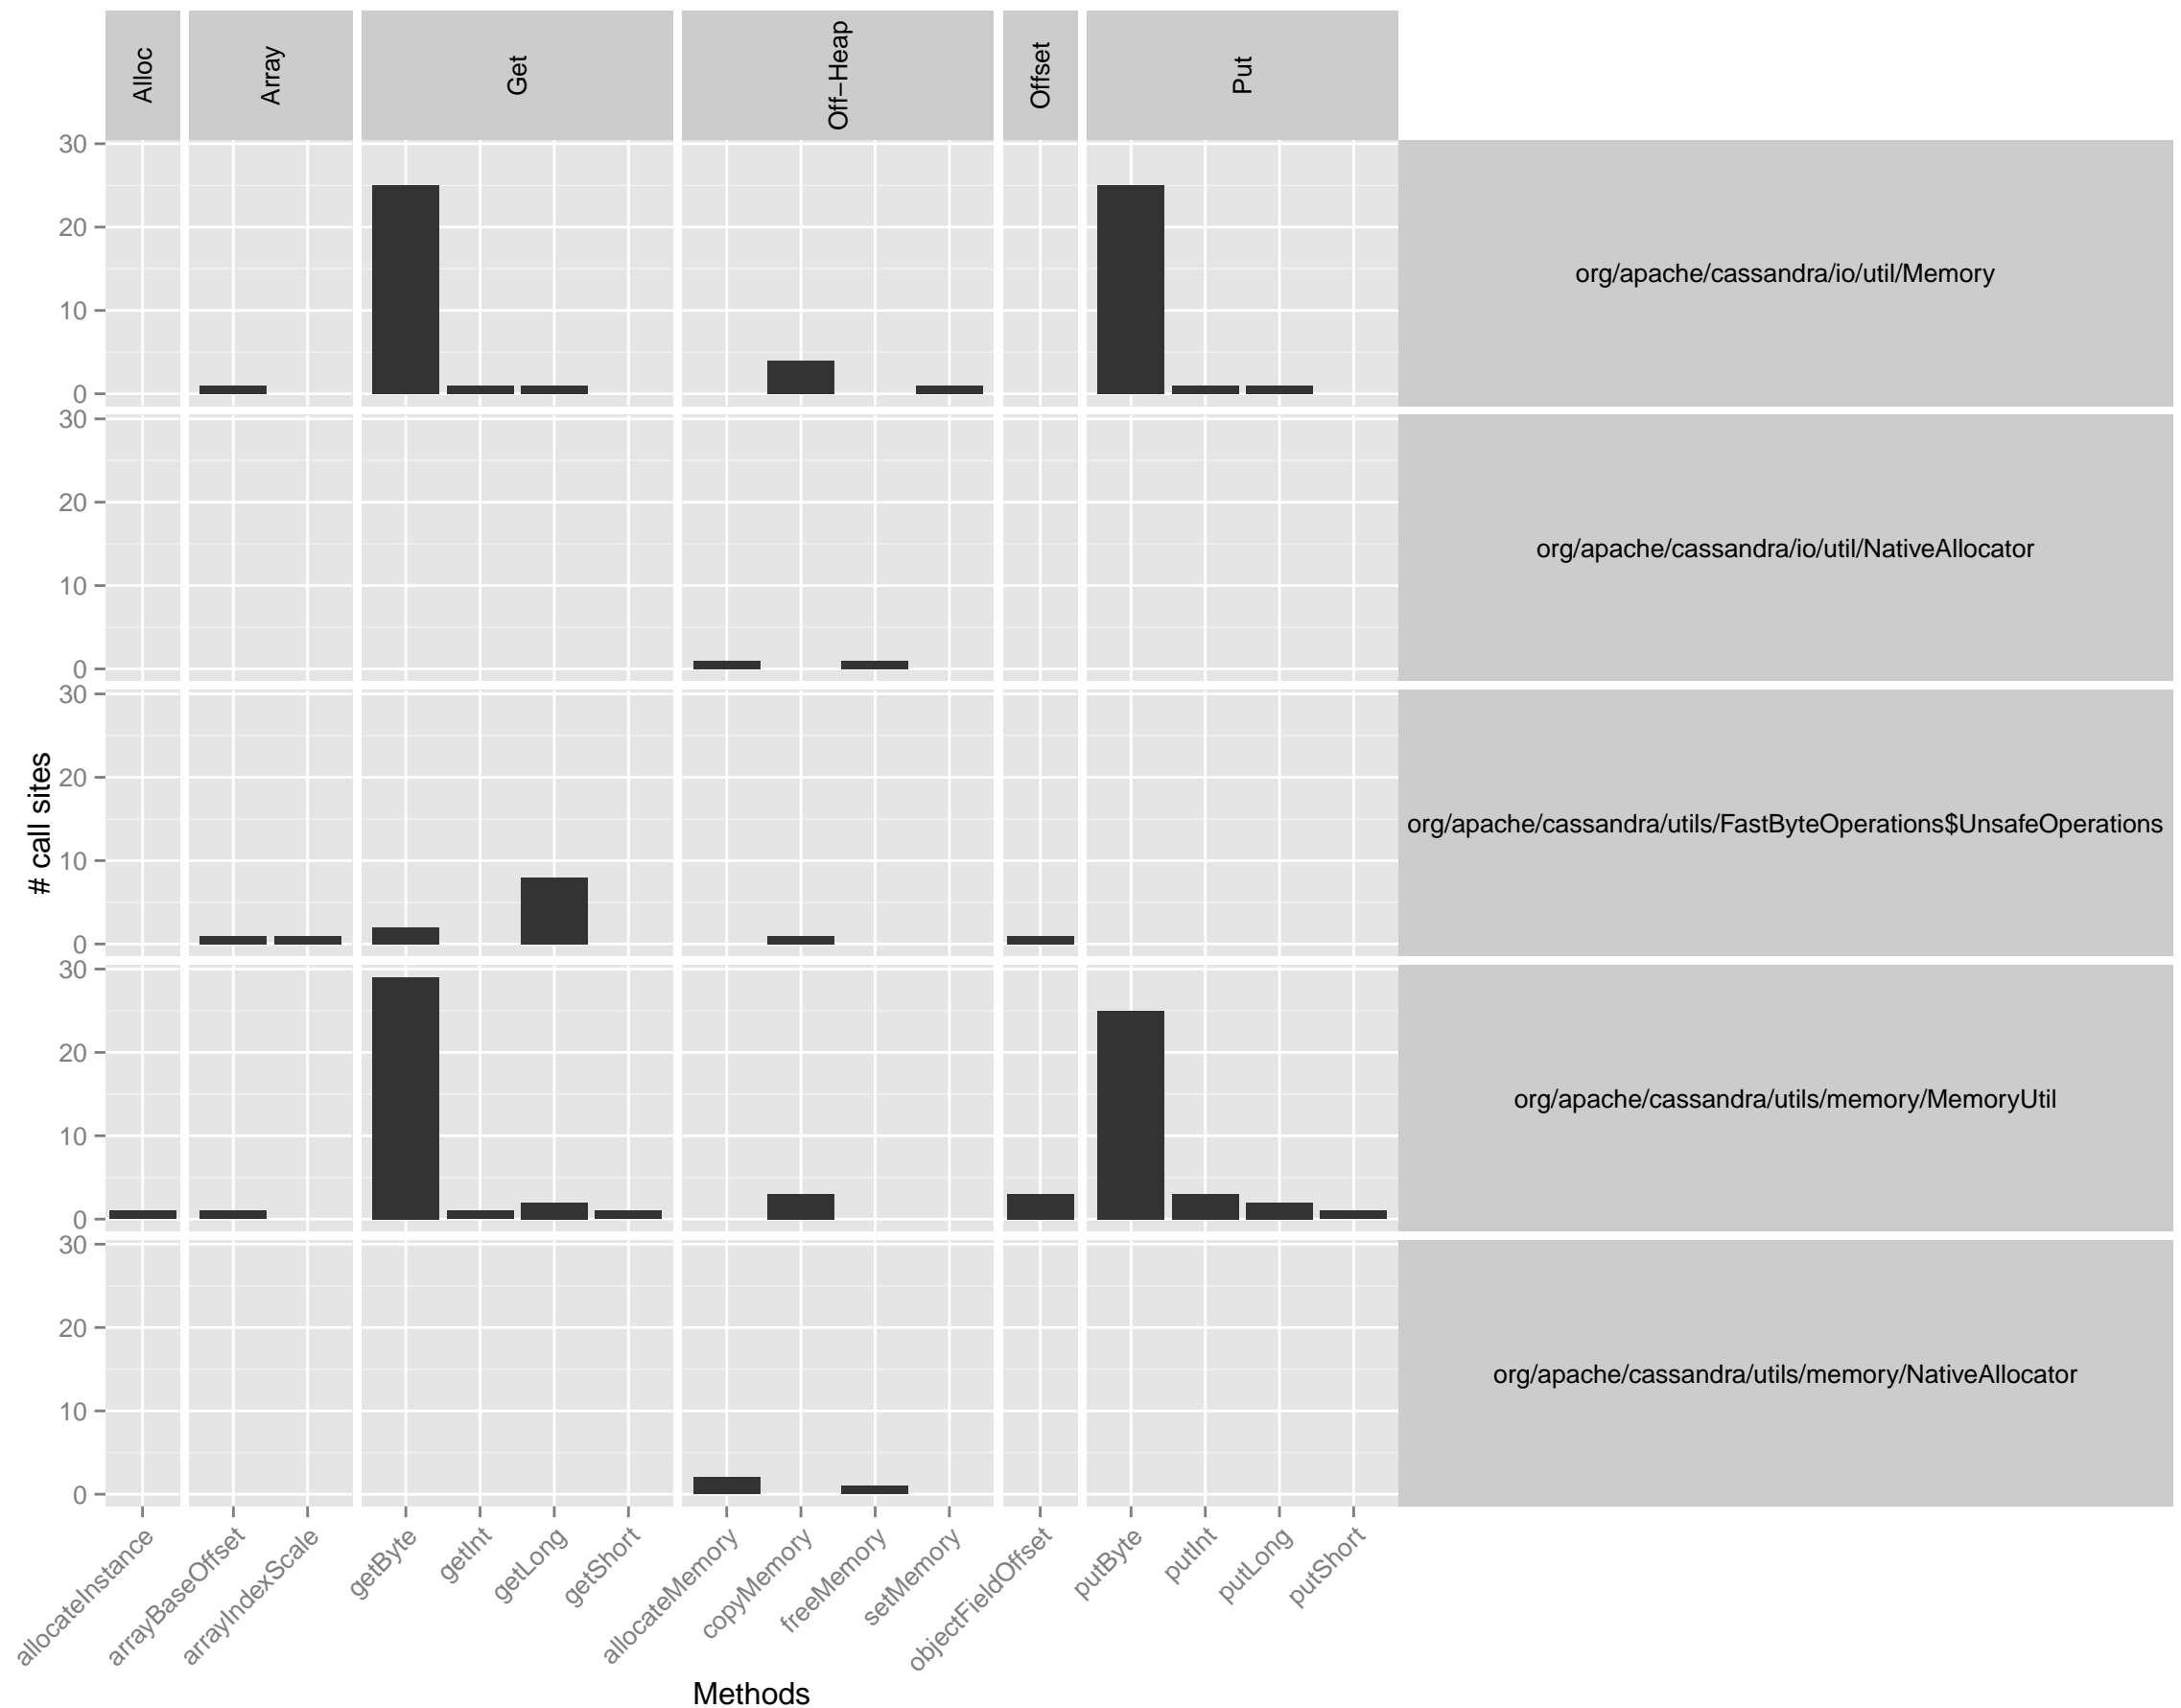 Alloc
Array
Get
Off−Heap
Offset
Put
30
20
10
0
org/apache/cassandra/io/util/Memory
30
20
10
0
org/apache/cassandra/io/util/NativeAllocator
30
20
10
0
org/apache/cassandra/utils/FastByteOperations$UnsafeOperations
30
20
10
0
org/apache/cassandra/utils/memory/MemoryUtil
30
20
10
0
org/apache/cassandra/utils/memory/NativeAllocator
# call sites
allocateInstance
arrayBaseOffset
arrayIndexScale
getByte
getInt
getLong
getShort
allocateMemory
copyMemory
freeMemory
setMemory
objectFieldOffset
putByte
putInt
putLong
putShort
Methods